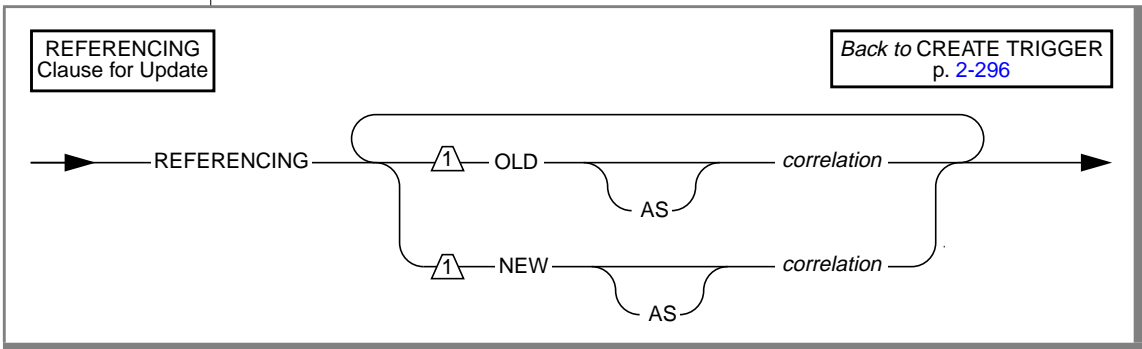 REFERENCING
Clause for Update
Back to CREATE TRIGGER
p. 2-296
REFERENCING
1
OLD
AS
correlation
1
NEW
AS
correlation